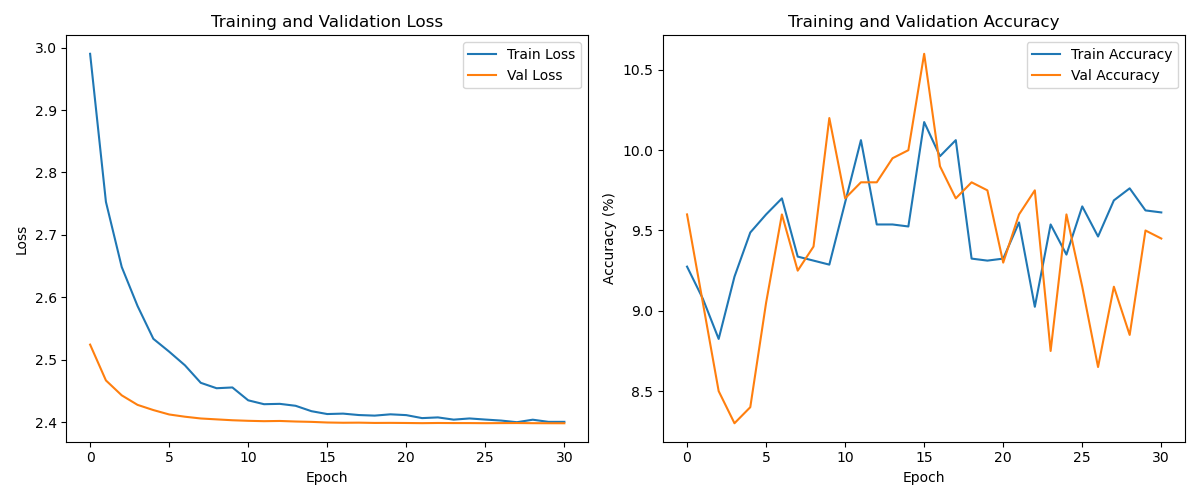 Training and Validation Loss
Train Loss
Val Loss
3.0
2.9
2.8
2.7
2.6
2.5
2.4
Loss
0 5 10 15 20 25 30
Epoch
Training and Validation Accuracy
Train Accuracy
Val Accuracy
10.5
10.0
9.5
9.0
8.5
Accuracy (%)
0 5 10 15 20 25 30
Epoch